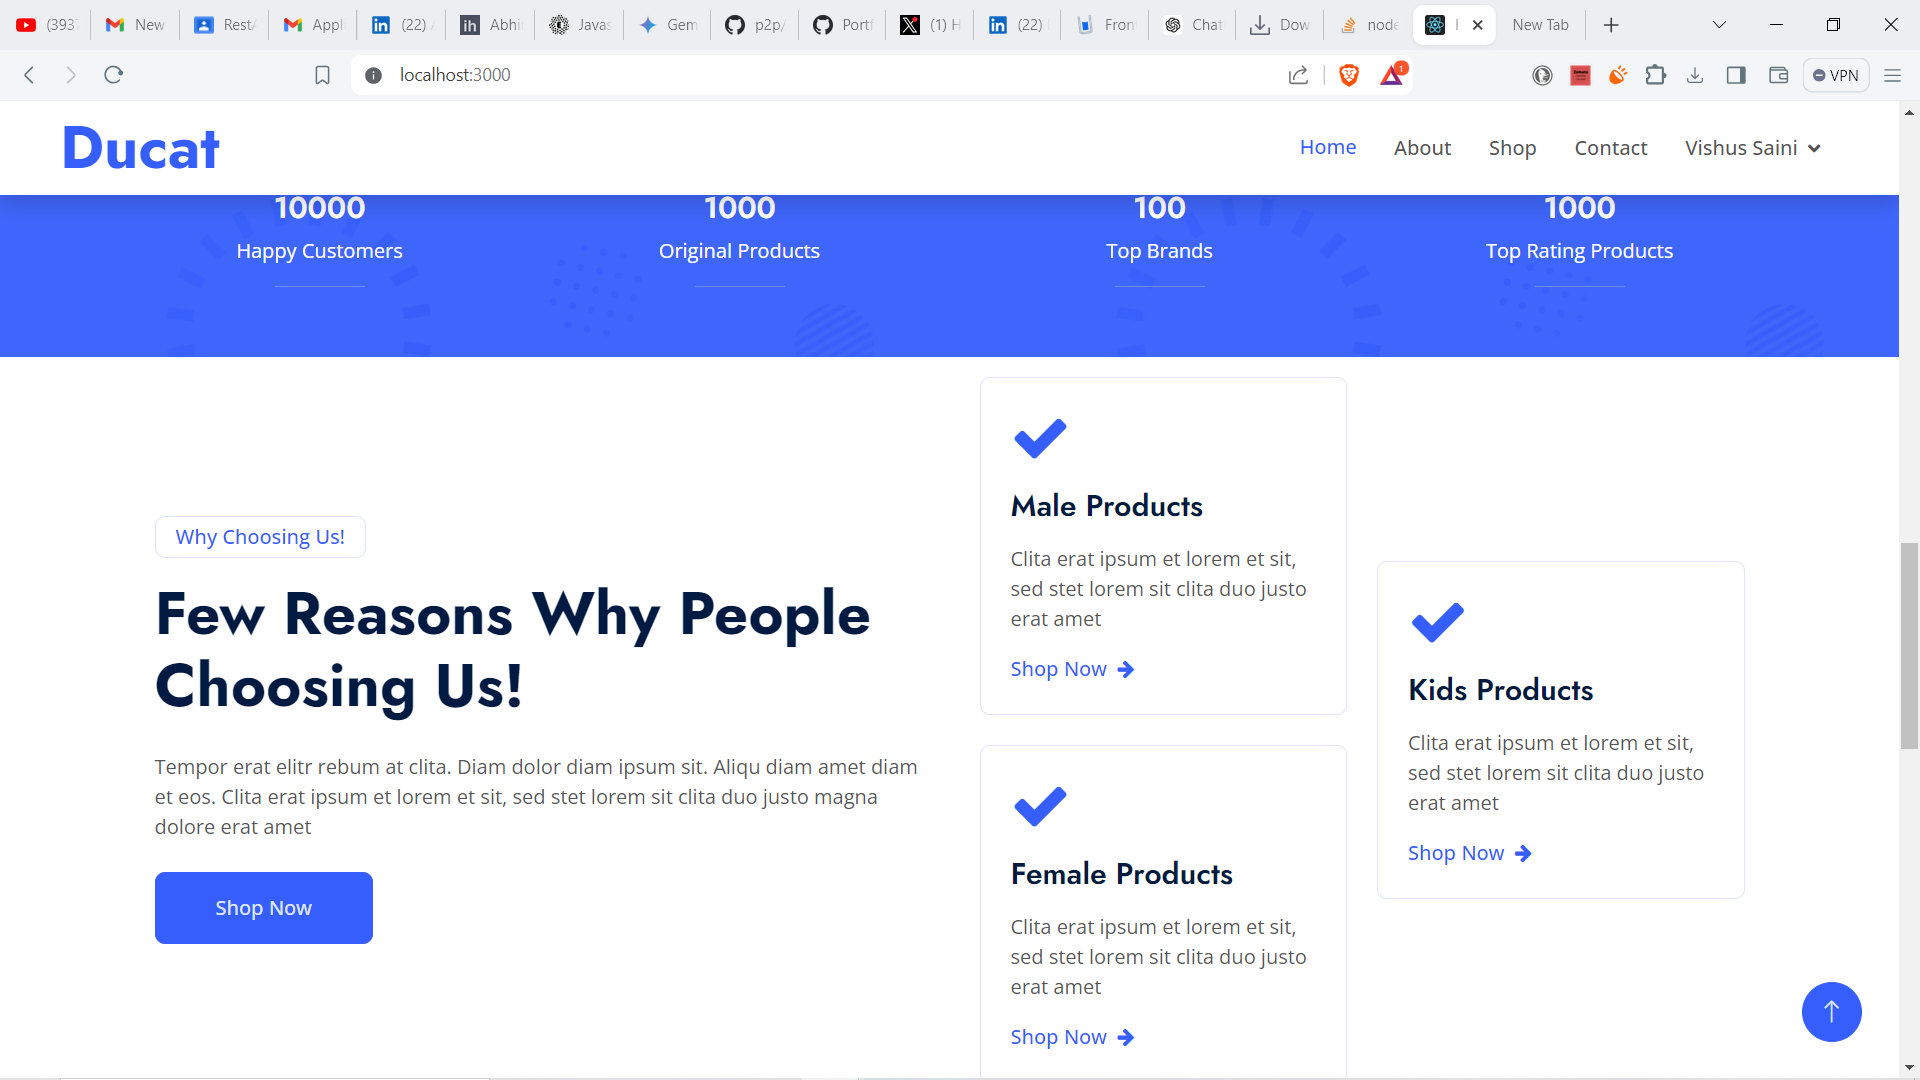 (393
New
Rest
Appl
(22)
Abhi
Javas
Gem
p2p/
Portf
(1) H
(22)
Fron
Chat
Dow
node
New Tab
localhost:3000
1
VPN
Ducat
Home
About
Shop
Contact
Vishus Saini
10000
1000
100
1000
Happy Customers
Original Products
Top Brands
Top Rating Products
Why Choosing Us!
Few Reasons Why People
Choosing Us!
Tempor erat elitr rebum at clita. Diam dolor diam ipsum sit. Aliqu diam amet diam
et eos. Clita erat ipsum et lorem et sit, sed stet lorem sit clita duo justo magna
dolore erat amet
Shop Now
Male Products
Clita erat ipsum et lorem et sit,
sed stet lorem sit clita duo justo
erat amet
Shop Now
Female Products
Clita erat ipsum et lorem et sit,
sed stet lorem sit clita duo justo
erat amet
Shop Now
Kids Products
Clita erat ipsum et lorem et sit,
sed stet lorem sit clita duo justo
erat amet
Shop Now